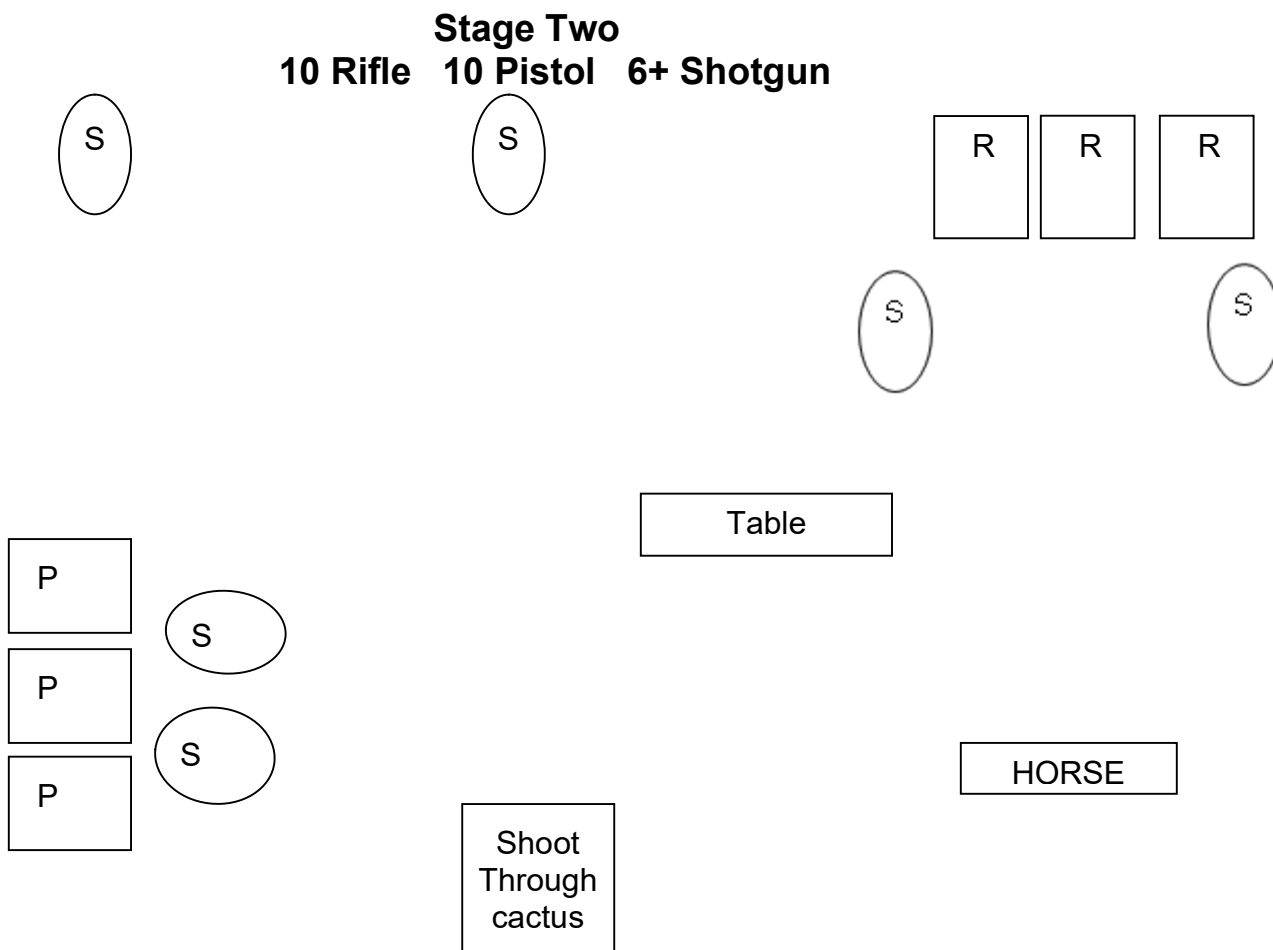 Stage Two
10 Rifle 10 Pistol 6+ Shotgun
S
S
R
R
R
S
S
Table
P
S
P
S
HORSE
P
Shoot
Through
cactus